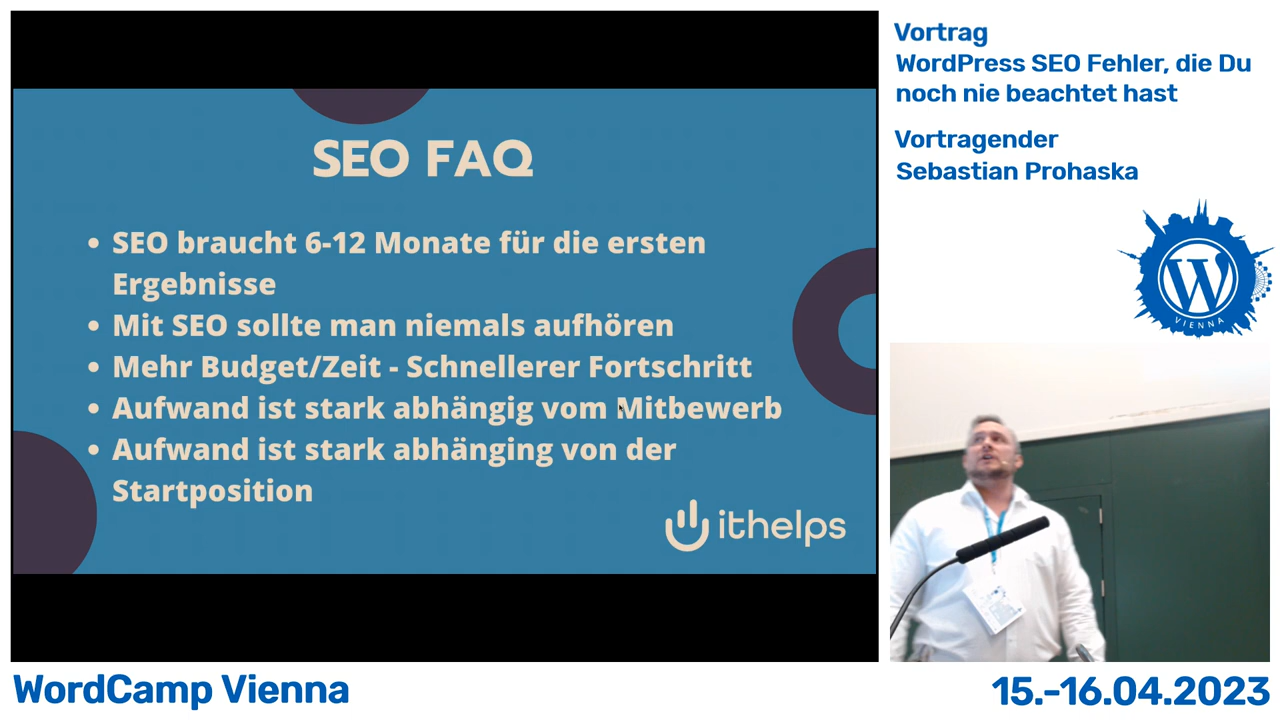 SEO FAQ
• SEO braucht 6-12 Monate für die ersten
Ergebnisse
• Mit SEO sollte man niemals aufhören
• Mehr Budget/Zeit - Schnellerer Fortschritt
• Aufwand ist stark abhängig vom Mitbewerb
• Aufwand ist stark abhänging von der
Startposition
ithelps
Vortrag
WordPress SEO Fehler, die Du
noch nie beachtet hast
Vortragender
Sebastian Prohaska
W
VIENNA
WordCamp Vienna
15.-16.04.2023